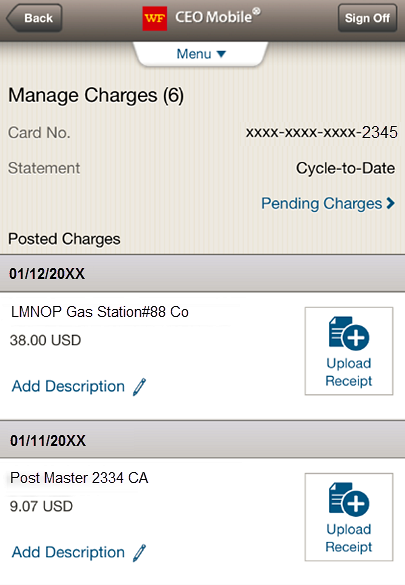 Back
WF CEO Mobile®
Sign Off
Menu
Manage Charges (6)
Card No. xxxx-xxxx-xxxx-2345
Statement Cycle-to-Date
Pending Charges
Posted Charges
01/12/20XX
LMNOP Gas Station#88 Co
38.00 USD
Add Description
Upload
Receipt
01/11/20XX
Post Master 2334 CA
9.07 USD
Add Description
Upload
Receipt